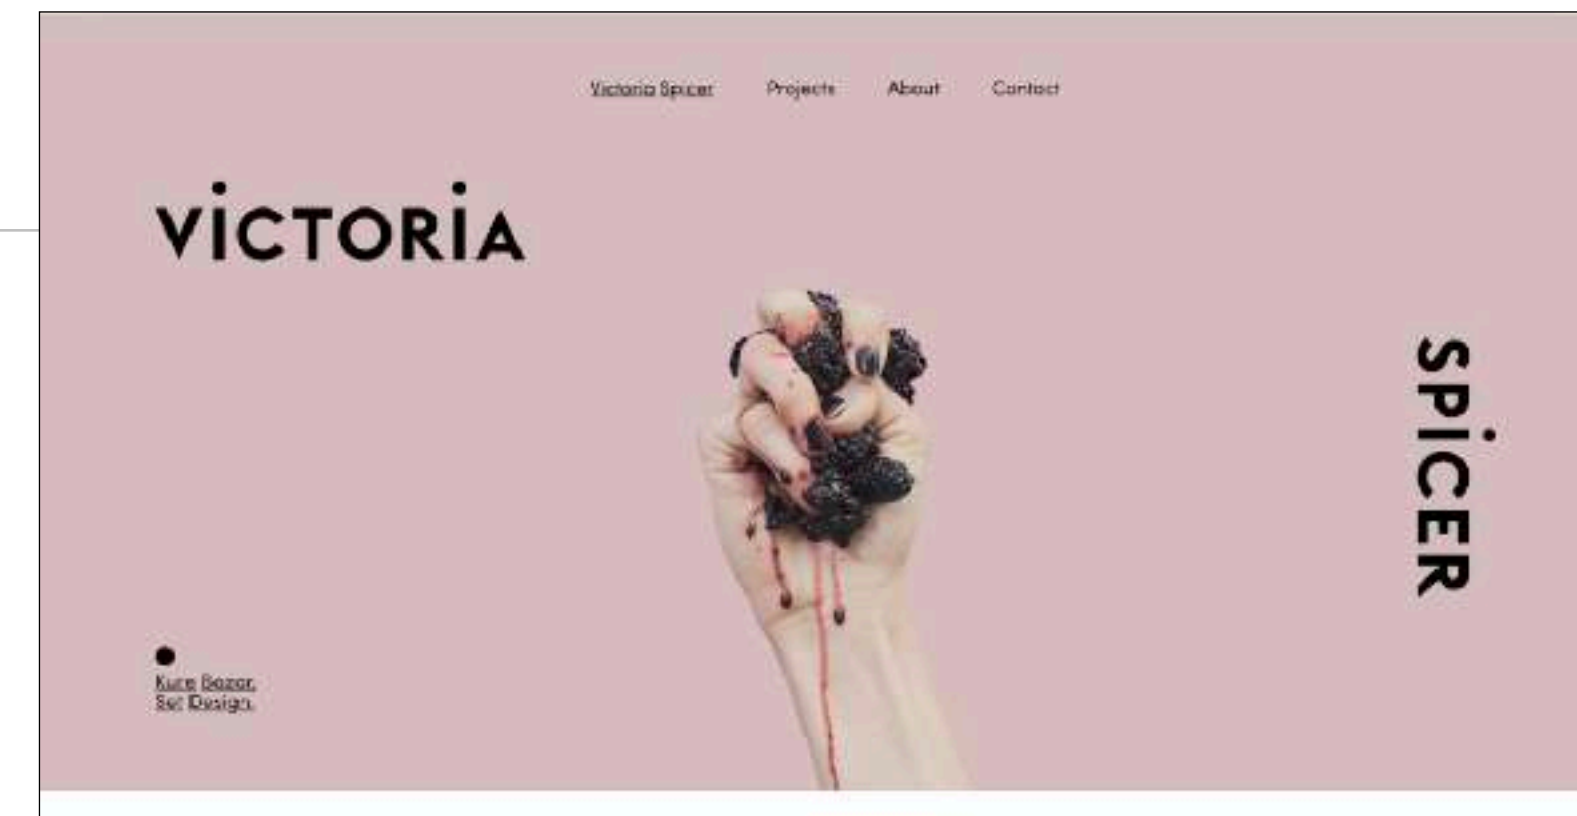 Victoria Spicer Projects About Contact
ViCTORiA
SPiCER
Kure Bazar.
Set Design.